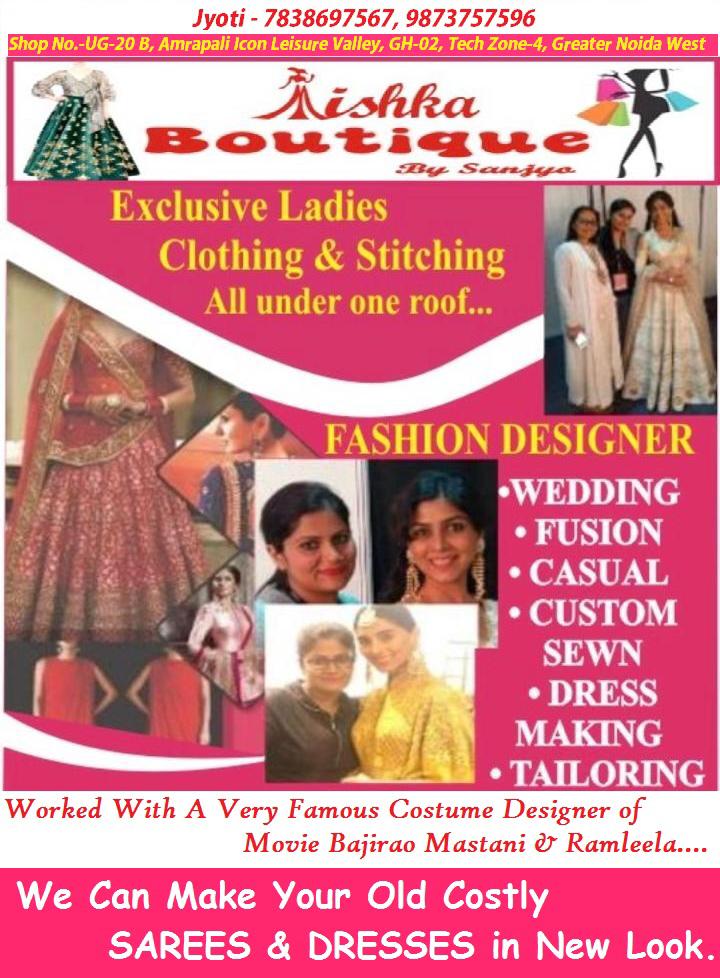 Jyoti - 7838697567, 9873757596
Shop No.-UG-20 B, Amrapali Icon Leisure Valley, GH-02, Tech Zone-4, Greater Noida West
Aishka
Boutique
By Sanjyo
Exclusive Ladies
Clothing & Stitching
All under one roof...
FASHION DESIGNER
•WEDDING
• FUSION
• CASUAL
• CUSTOM
SEWN
• DRESS
MAKING
• TAILORING
Worked With A Very Famous Costume Designer of
Movie Bajirao Mastani & Ramleela....
We Can Make Your Old Costly
SAREES & DRESSES in New Look.